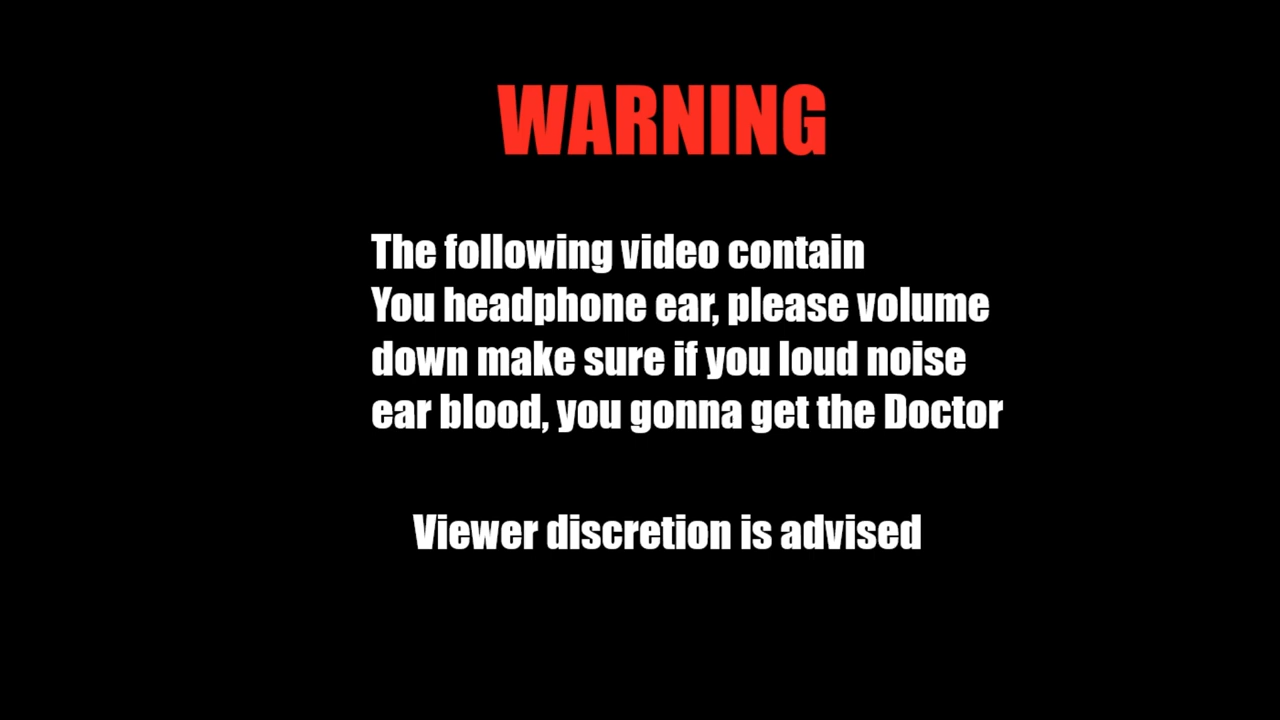 WARNING
The following video contain
You headphone ear, please volume
down make sure if you loud noise
ear blood, you gonna get the Doctor
Viewer discretion is advised